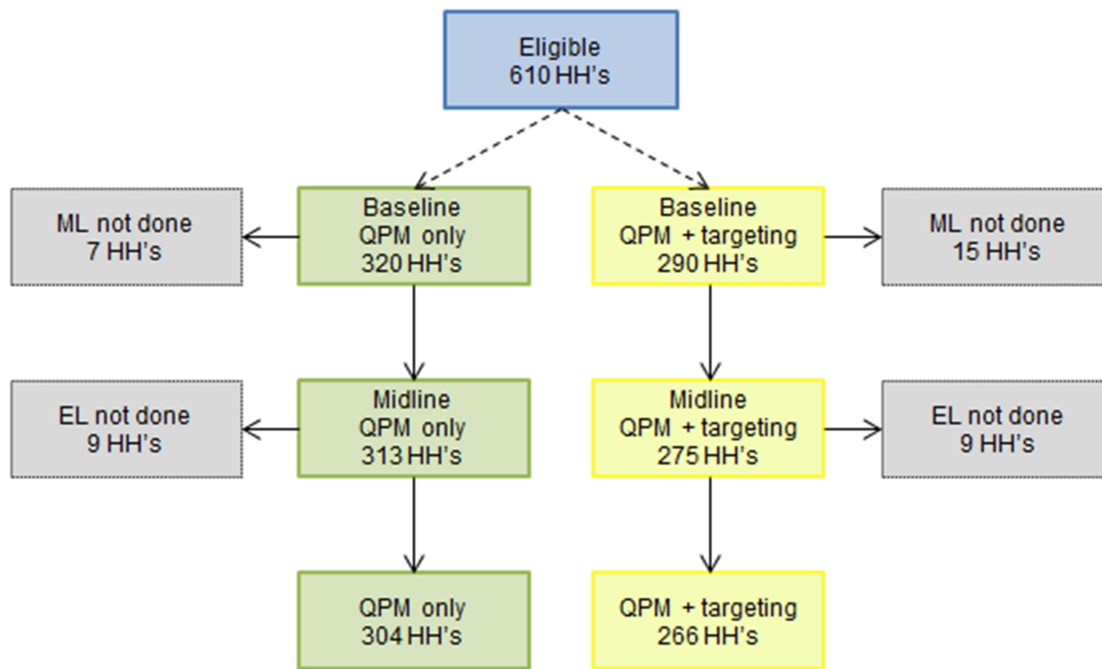 Eligible
610 HH's
ML not done
7 HH's
Baseline
QPM only
320 HH's
Baseline
QPM + targeting
290 HH's
ML not done
15 HH's
EL not done
9 HH's
Midline
QPM only
313 HH's
Midline
QPM + targeting
275 HH's
EL not done
9 HH's
QPM only
304 HH's
QPM + targeting
266 HH's